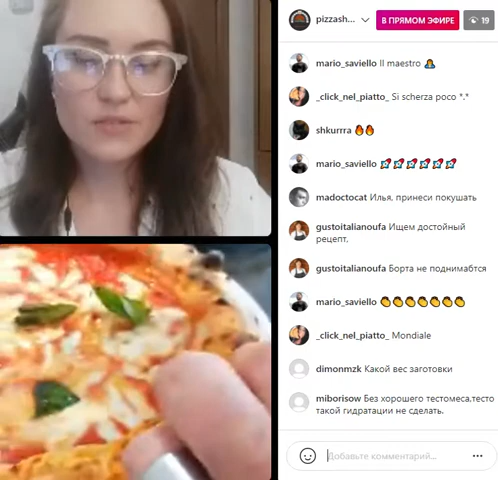 pizzash...
В ПРЯМОМ ЭФИРЕ
19
mario_saviello Il maestro
_click_nel_piatto_ Si scherza poco *.*
shkurrra
mario_saviello
madoctocat Илья, принеси покушать
gustoitalianoufa Ищем достойный
рецепт,
gustoitalianoufa Борта не поднимабтся
mario_saviello
_click_nel_piatto_ Mondiale
dimonmzk Какой вес заготовки
miborisow Без хорошего тестомеса,тесто
такой гидратации не сделать.
Добавьте комментарий...